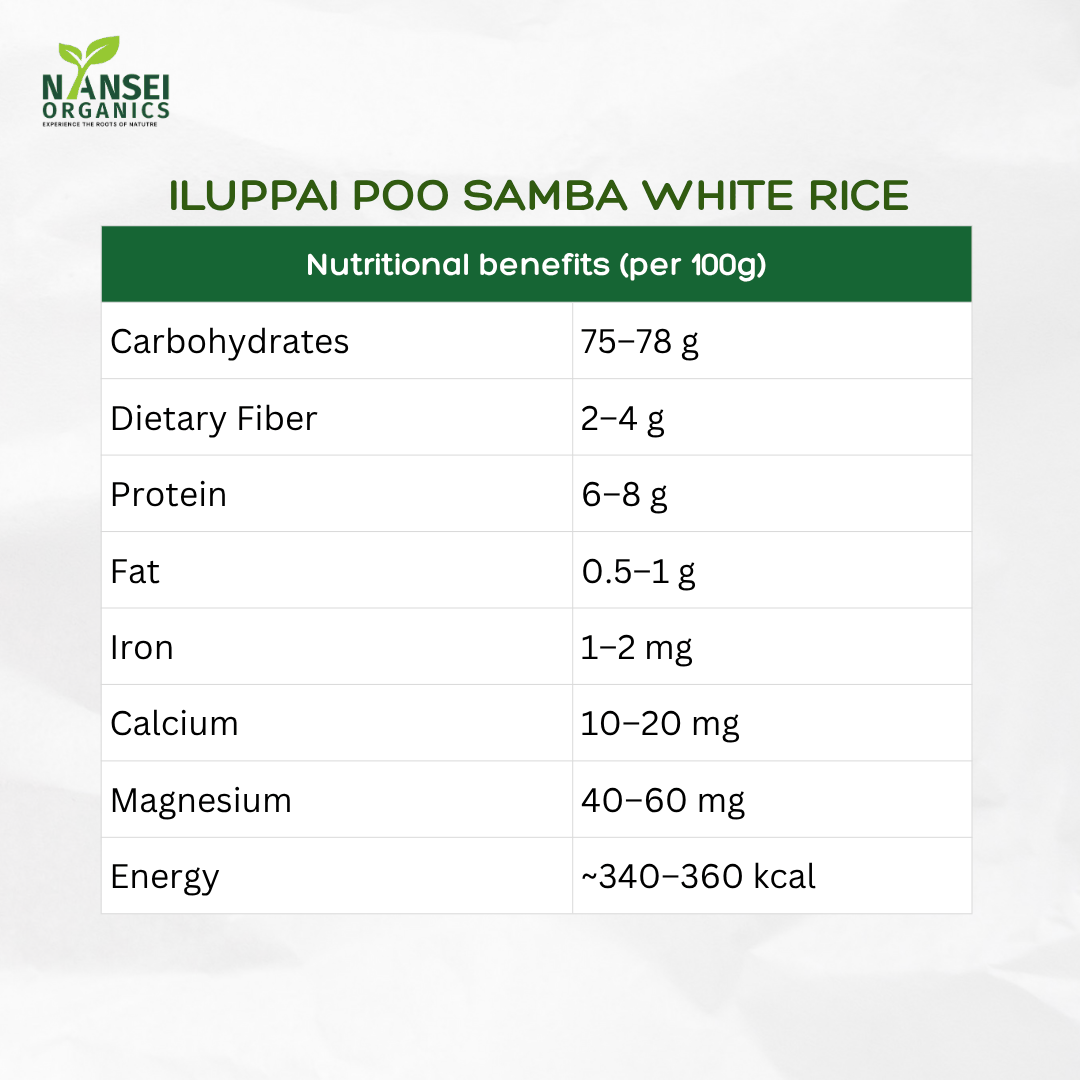 NANSEI
ORGANICS
EXPERIENCE THE ROOTS OF NATUTRE
ILUPPAI POO SAMBA WHITE RICE
Nutritional benefits (per 100g)
Carbohydrates 75–78 g
Dietary Fiber 2–4 g
Protein 6–8 g
Fat 0.5–1 g
Iron 1–2 mg
Calcium 10–20 mg
Magnesium 40–60 mg
Energy ~340–360 kcal